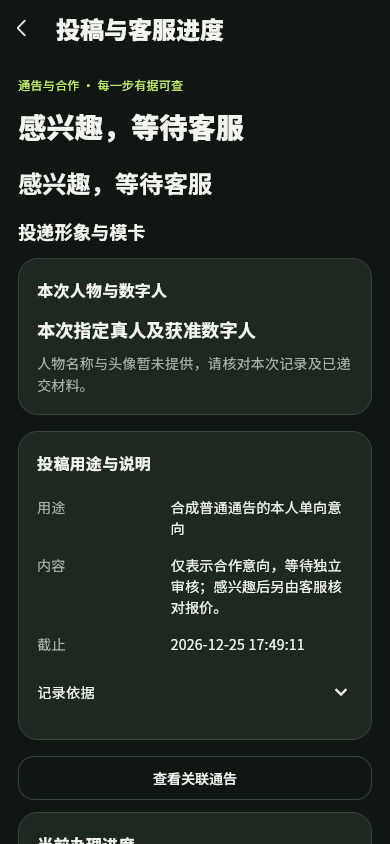 投稿与客服进度
通告与合作 · 每一步有据可查
感兴趣，等待客服
感兴趣，等待客服
投递形象与模卡
本次人物与数字人
本次指定真人及获准数字人
人物名称与头像暂未提供，请核对本次记录及已递
交材料。
投稿用途与说明
用途
合成普通通告的本人单向意
向
内容
仅表示合作意向，等待独立
审核；感兴趣后另由客服核
对报价。
截止
2026-12-25 17:49:11
记录依据
查看关联通告
当前办理进度